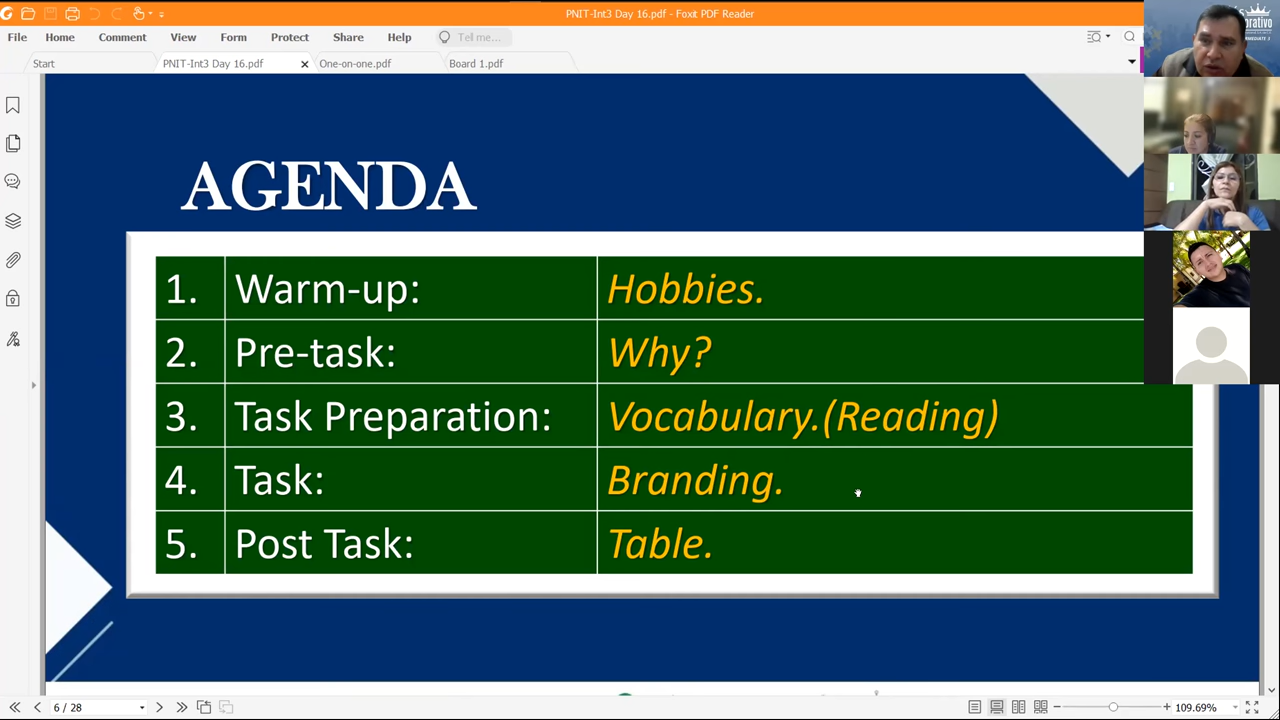 PNIT-Int3 Day 16.pdf - Foxit PDF Reader
File Home Comment View Form Protect Share Help Tell me...
Start PNIT-Int3 Day 16.pdf One-on-one.pdf Board 1.pdf
AGENDA
1. Warm-up: Hobbies.
2. Pre-task: Why?
3. Task Preparation: Vocabulary.(Reading)
4. Task: Branding.
5. Post Task: Table.
6 / 28 109.69%